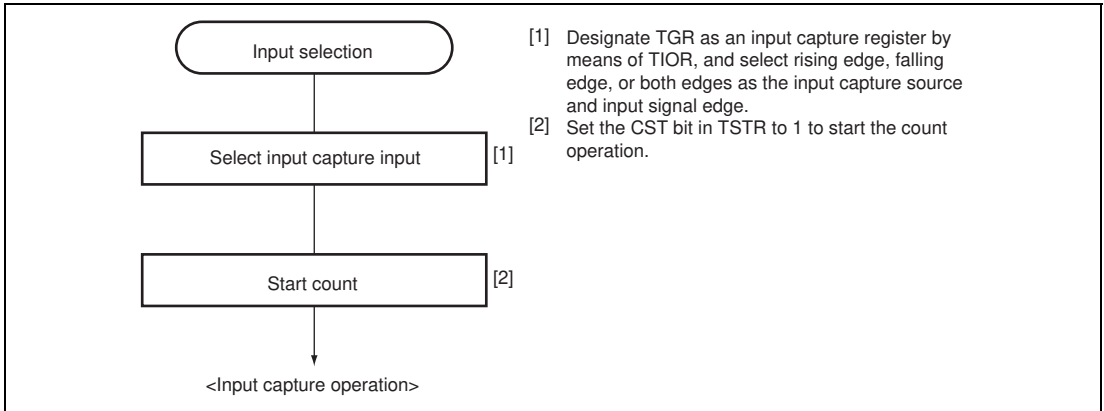 Input selection
Select input capture input
[1]
Start count
[2]
<Input capture operation>
[1] Designate TGR as an input capture register by
means of TIOR, and select rising edge, falling
edge, or both edges as the input capture source
and input signal edge.
[2] Set the CST bit in TSTR to 1 to start the count
operation.